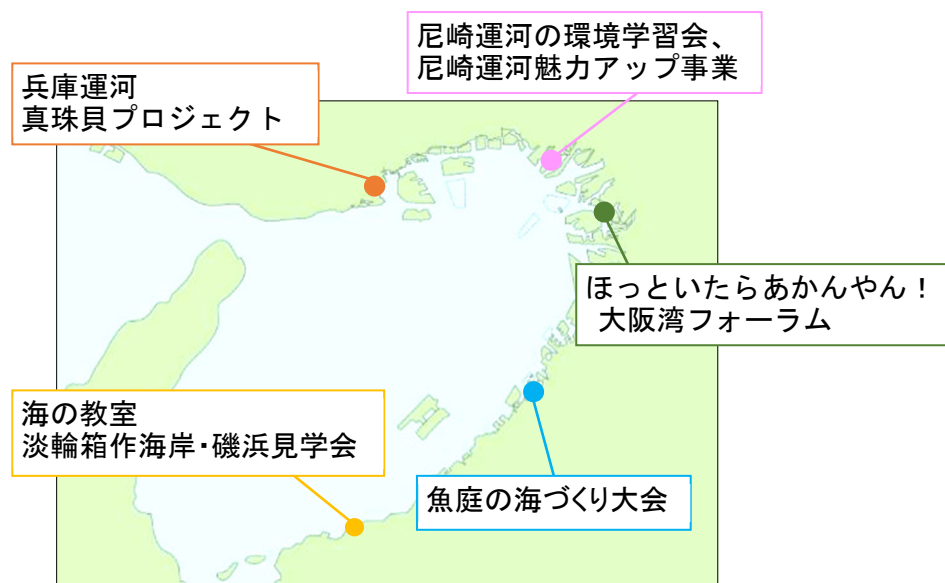 尼崎運河の環境学習会、
尼崎運河魅力アップ事業
兵庫運河
真珠貝プロジェクト
ほっといたらあかんやん！
大阪湾フォーラム
海の教室
淡輪箱作海岸・磯浜見学会
魚庭の海づくり大会